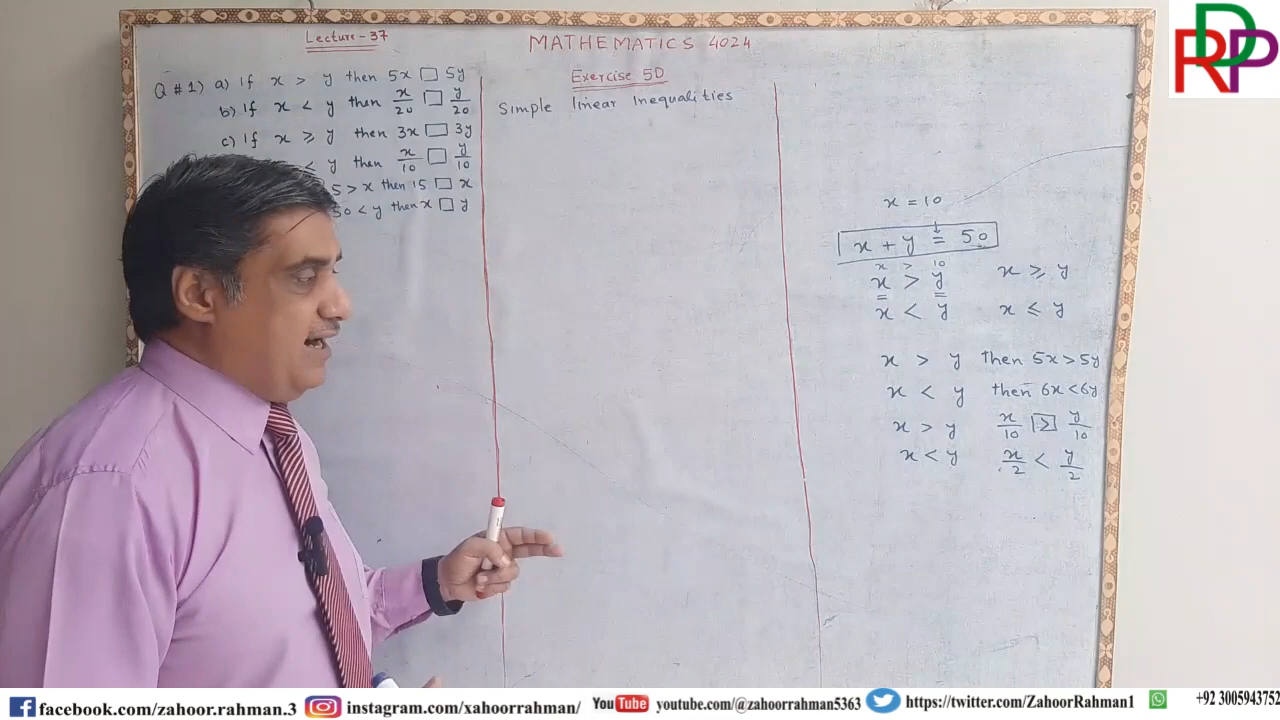 Lecture-37
Q # 1) a) If x > y then 5x □ 5y
b) If x < y then x/20 □ y/20
c) If x ⩾ y then 3x □ 3y
y then x/10 □ y/10
5 > x then 15 □ x
50 < y then x □ y
MATHEMATICS 4024
Exercise 5D
Simple linear Inequalities
x = 10
x + y = 50
x > 10
x > y x ⩾ y
x < y x ⩽ y
x > y then 5x > 5y
x < y then 6x < 6y
x > y x/10 > y/10
x < y x/2 < y/2
RDP
facebook.com/zahoor.rahman.3 instagram.com/xahoorrahman/ YouTube youtube.com/@zahoorrahman5363 https://twitter.com/ZahoorRahman1 +92 3005943752